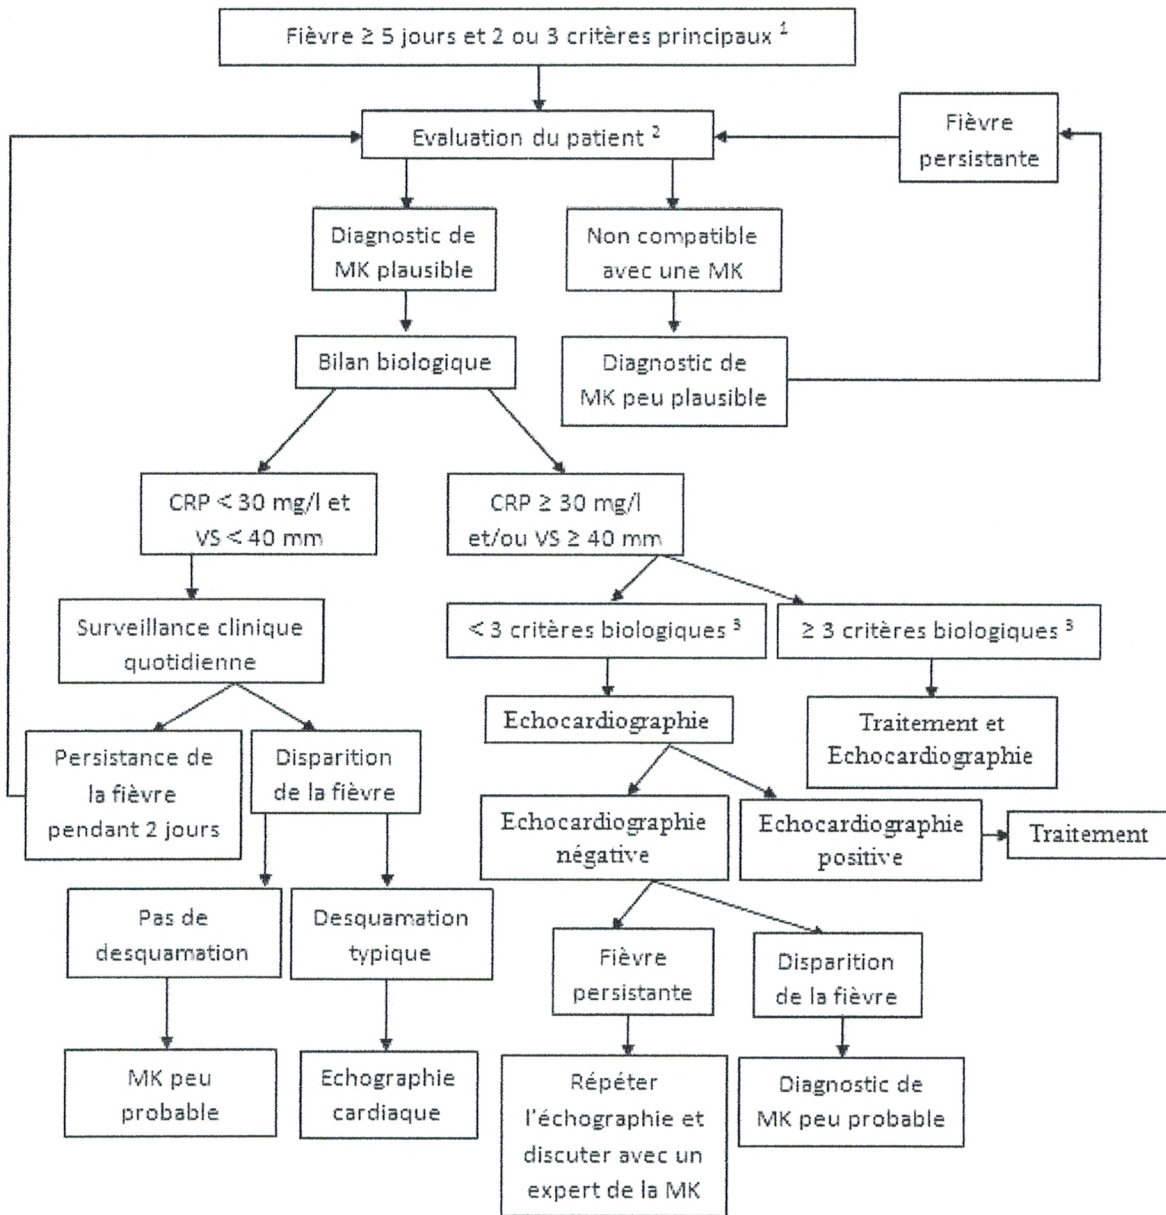 Fièvre ≥ 5 jours et 2 ou 3 critères principaux ¹
Evaluation du patient ²
Fièvre
persistante
Diagnostic de
MK plausible
Non compatible
avec une MK
Bilan biologique
Diagnostic de
MK peu plausible
CRP < 30 mg/l et
VS < 40 mm
CRP ≥ 30 mg/l
et/ou VS ≥ 40 mm
Surveillance clinique
quotidienne
< 3 critères biologiques ³
≥ 3 critères biologiques ³
Echocardiographie
Traitement et
Echocardiographie
Persistance de
la fièvre
pendant 2 jours
Disparition
de la fièvre
Echocardiographie
négative
Echocardiographie
positive
Traitement
Pas de
desquamation
Desquamation
typique
Fièvre
persistante
Disparition
de la fièvre
MK peu
probable
Echographie
cardiaque
Répéter
l'échographie et
discuter avec un
expert de la MK
Diagnostic de
MK peu probable